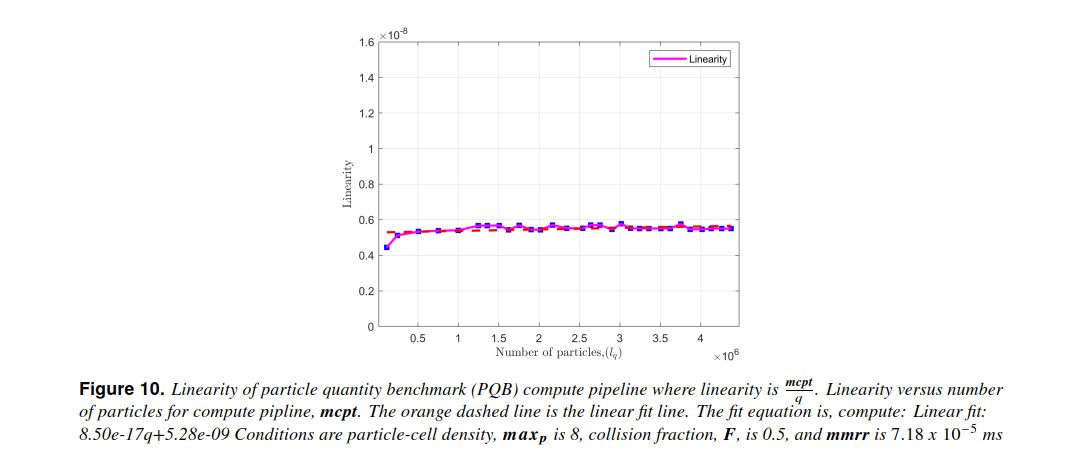 ×10⁻⁸
1.6
1.4
1.2
1
0.8
0.6
0.4
0.2
0
Linearity
Linearity
0.5 1 1.5 2 2.5 3 3.5 4
Number of particles,(l_q)
×10⁶
Figure 10. Linearity of particle quantity benchmark (PQB) compute pipeline where linearity is mcpt/q. Linearity versus number
of particles for compute pipline, mcpt. The orange dashed line is the linear fit line. The fit equation is, compute: Linear fit:
8.50e-17q+5.28e-09 Conditions are particle-cell density, max_p is 8, collision fraction, F, is 0.5, and mmrr is 7.18 x 10⁻⁵ ms